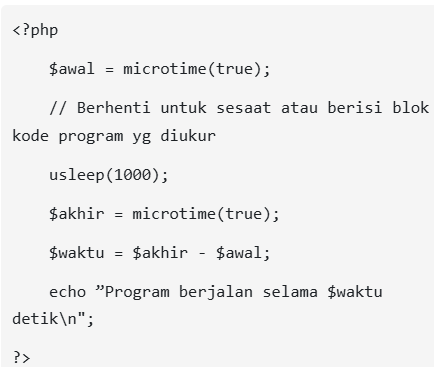 <?php
$awal = microtime(true);
// Berhenti untuk sesaat atau berisi blok
kode program yg diukur
usleep(1000);
$akhir = microtime(true);
$waktu = $akhir - $awal;
echo ”Program berjalan selama $waktu
detik\n";
?>